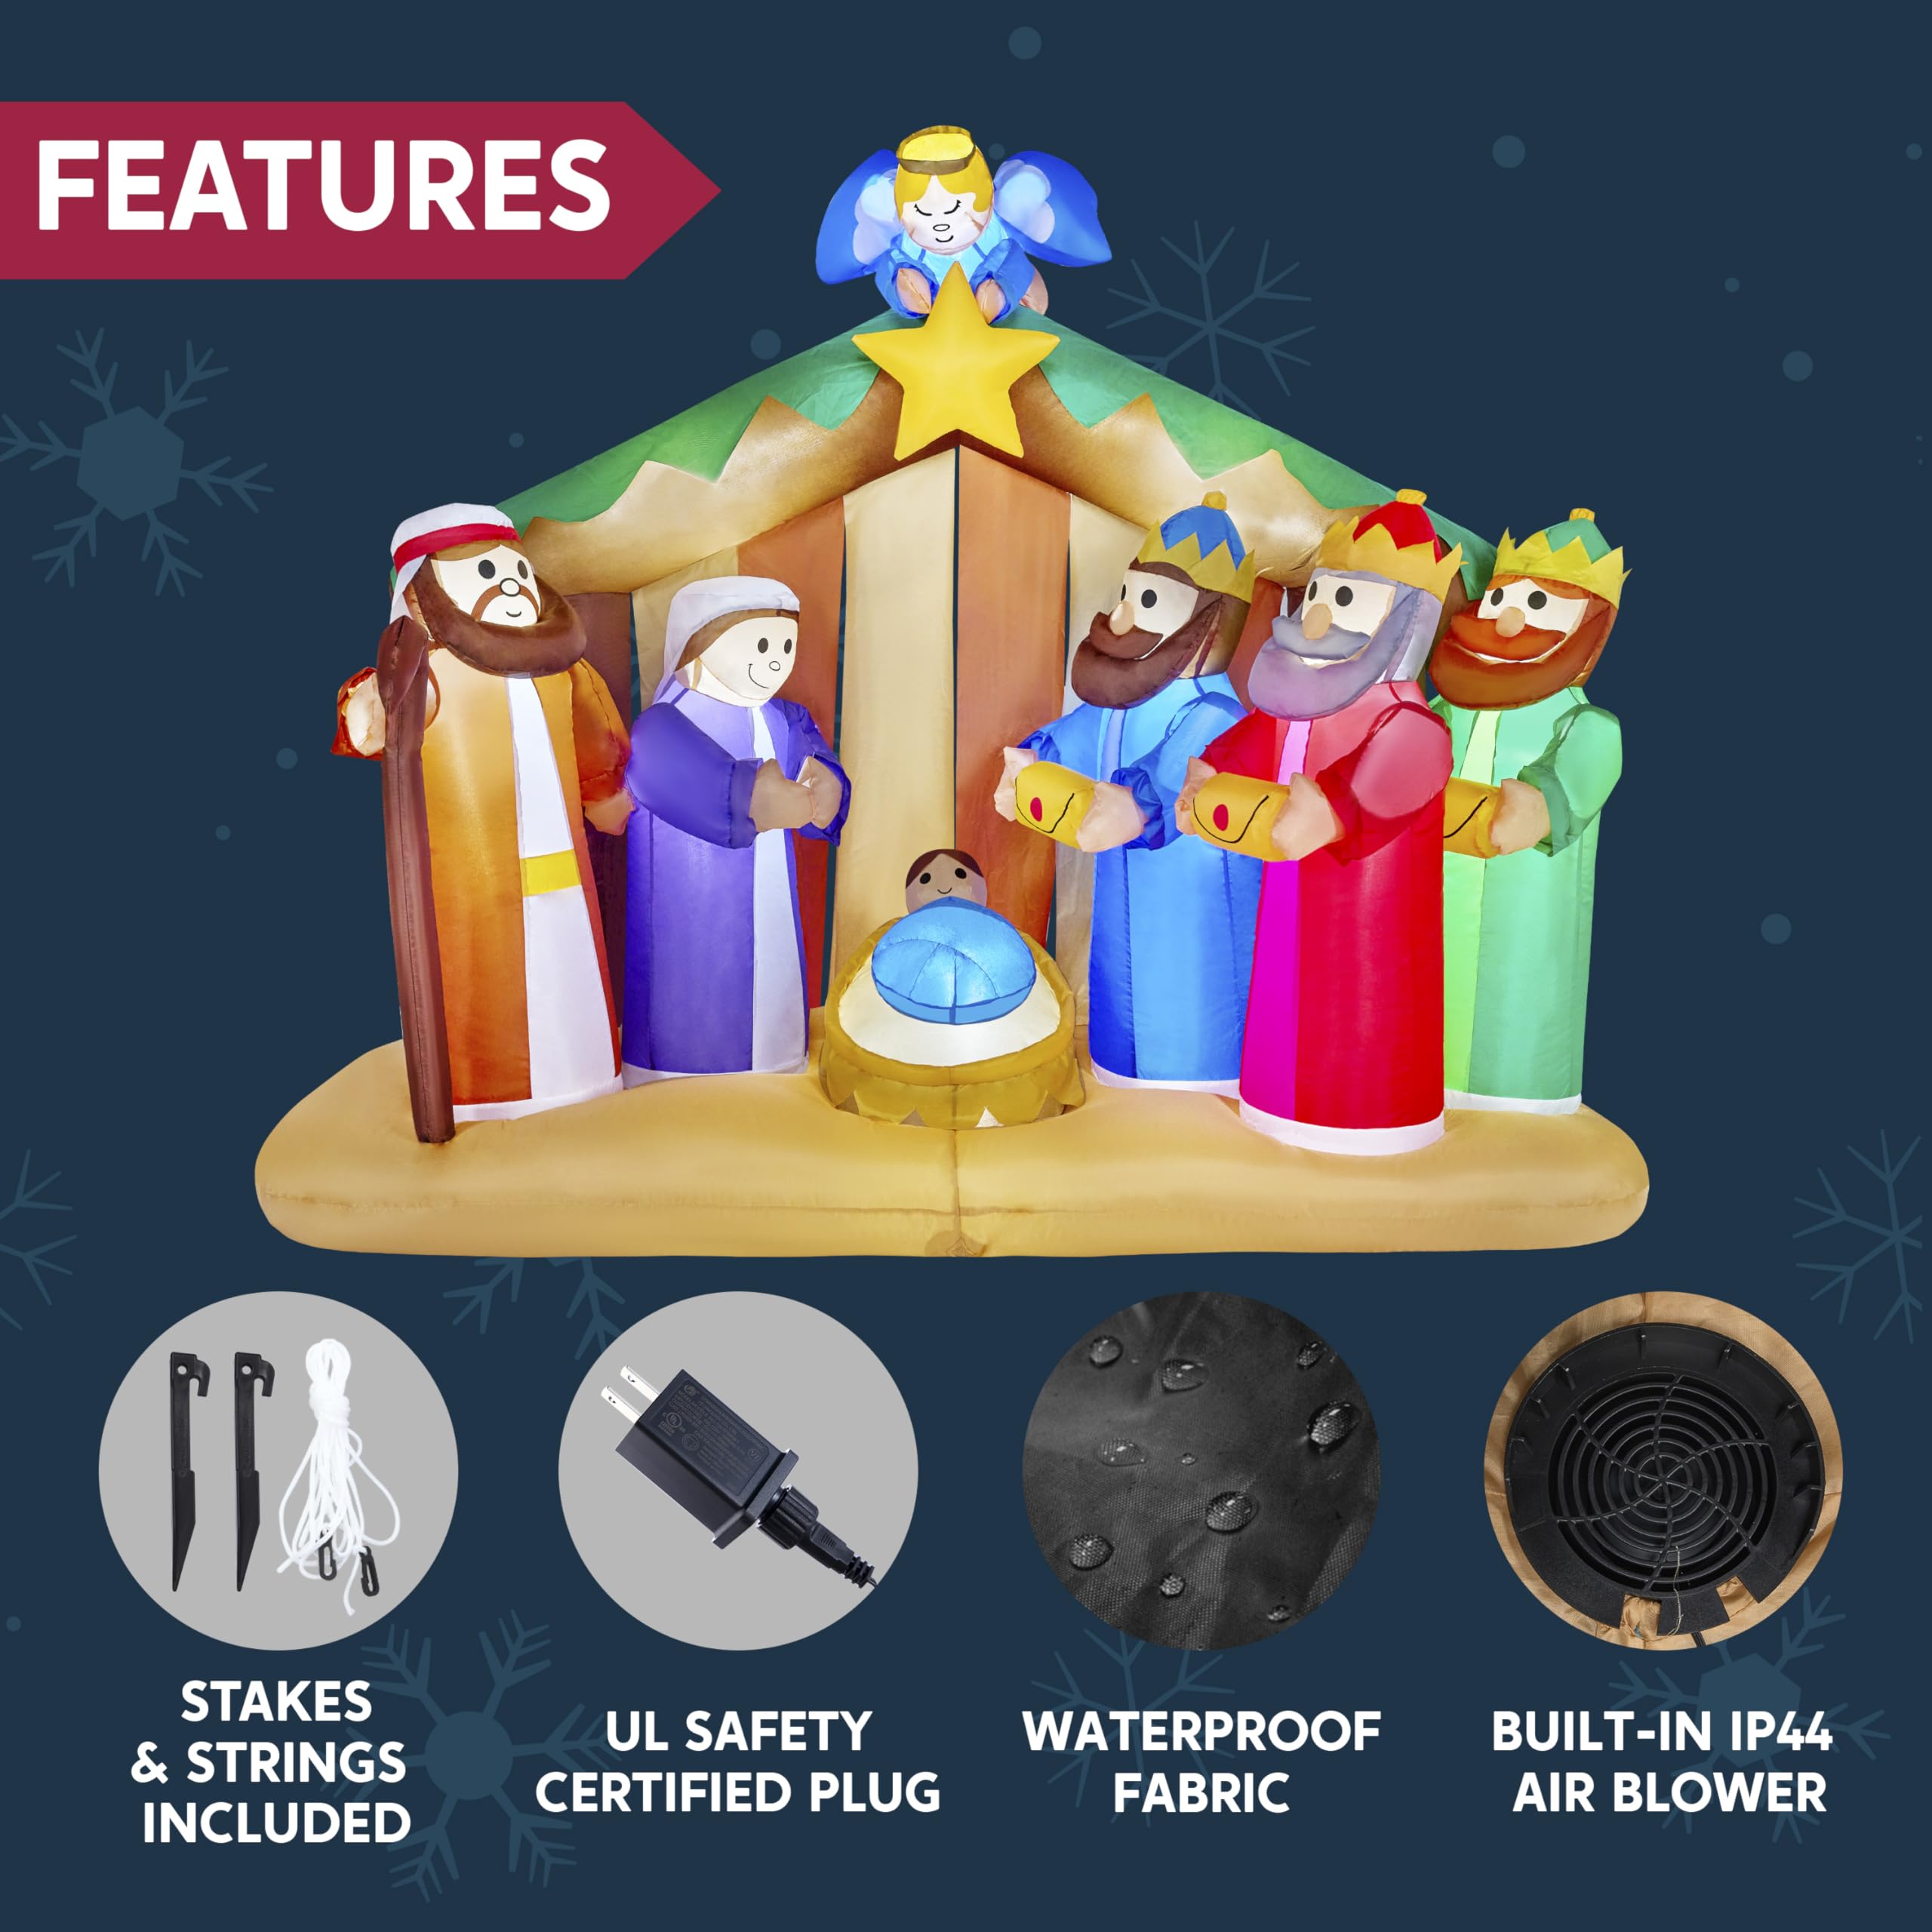 FEATURES
STAKES
& STRINGS
INCLUDED
UL SAFETY
CERTIFIED PLUG
WATERPROOF
FABRIC
BUILT-IN IP44
AIR BLOWER